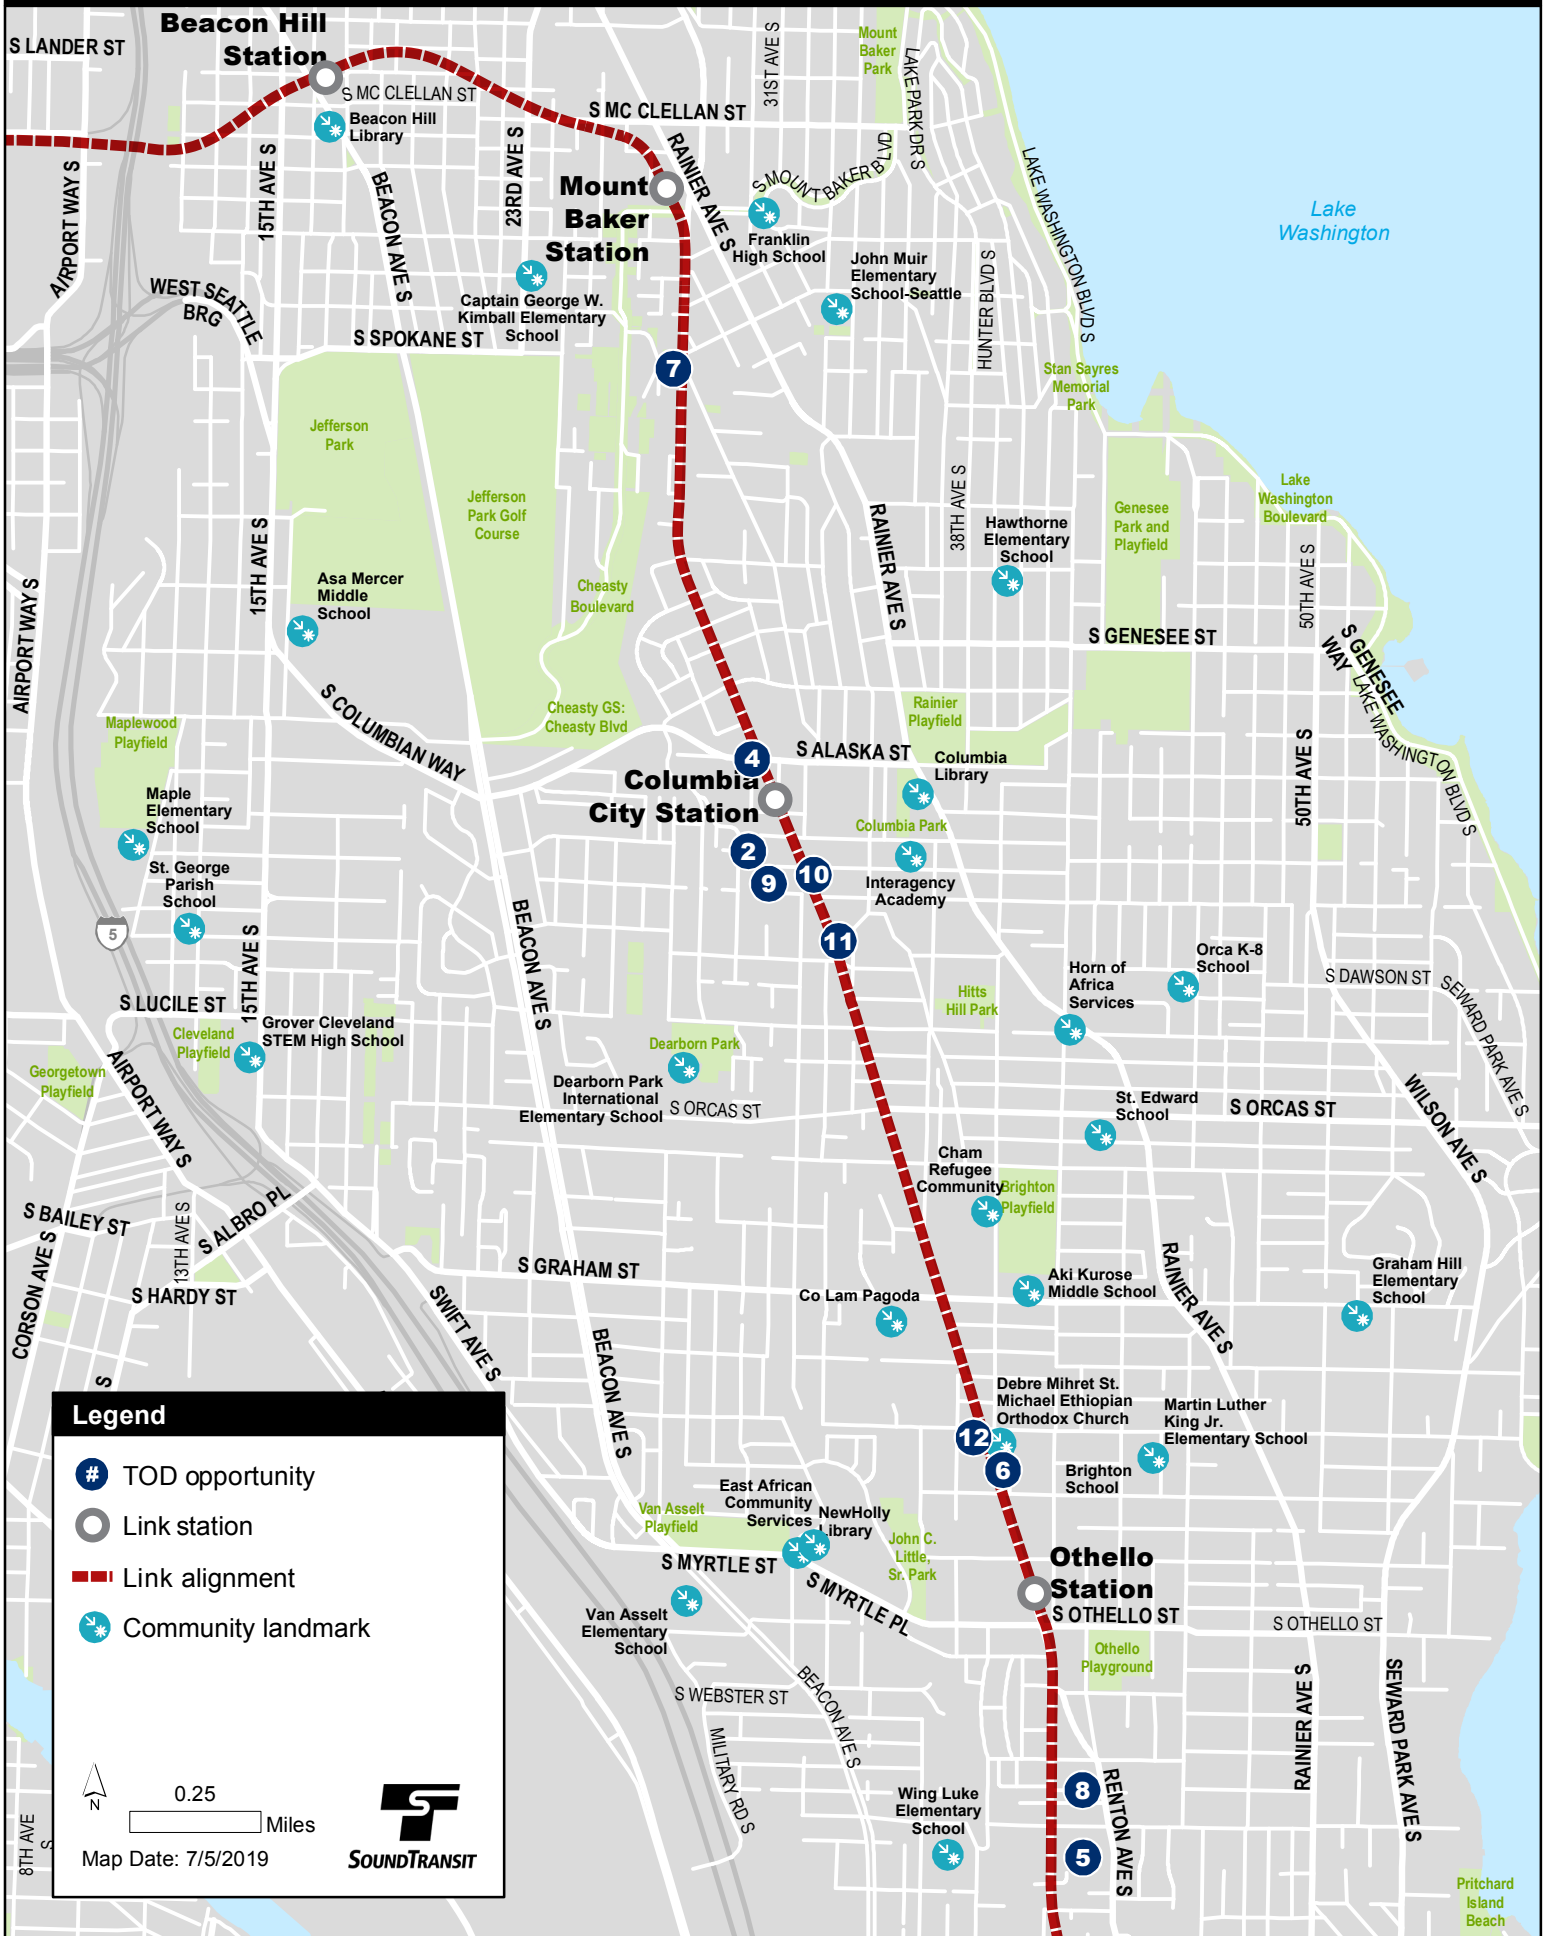 Beacon Hill
Station
S LANDER ST
S MC CLELLAN ST
Beacon Hill
Library
S MC CLELLAN ST
31ST AVE S
Mount
Baker
Park
LAKE PARK DR S
LAKE WASHINGTON BLVD S
Lake
Washington
AIRPORT WAY S
15TH AVE S
BEACON AVE S
23RD AVE S
Mount
Baker
Station
RAINIER AVE S
S MOUNT BAKER BLVD
Franklin
High School
John Muir
Elementary
School-Seattle
HUNTER BLVD S
WEST SEATTLE
BRG
Captain George W.
Kimball Elementary
School
S SPOKANE ST
7
Stan Sayres
Memorial
Park
Jefferson
Park
Jefferson
Park Golf
Course
38TH AVE S
RAINIER AVE S
Hawthorne
Elementary
School
Genesee
Park and
Playfield
Lake
Washington
Boulevard
50TH AVE S
AIRPORT WAY S
15TH AVE S
Asa Mercer
Middle
School
Cheasty
Boulevard
S GENESEE ST
S GENESEE
WAY
LAKE WASHINGTON BLVD S
S COLUMBIAN WAY
Cheasty GS:
Cheasty Blvd
Rainier
Playfield
Maplewood
Playfield
4
S ALASKA ST
Columbia
Library
50TH AVE S
Columbia
City Station
Maple
Elementary
School
Columbia Park
2
9
10
Interagency
Academy
St. George
Parish
School
5
15TH AVE S
BEACON AVE S
11
Horn of
Africa
Services
Orca K-8
School
S DAWSON ST
SEWARD PARK AVE S
S LUCILE ST
Hitts
Hill Park
Grover Cleveland
STEM High School
Cleveland
Playfield
Dearborn Park
Georgetown
Playfield
AIRPORT WAY S
Dearborn Park
International
Elementary School
S ORCAS ST
St. Edward
School
S ORCAS ST
WILSON AVE S
Cham
Refugee
Community
Brighton
Playfield
S BAILEY ST
13TH AVE S
S ALBRO PL
CORSON AVE S
S HARDY ST
S GRAHAM ST
SWIFT AVE S
Co Lam Pagoda
Aki Kurose
Middle School
RAINIER AVE S
Graham Hill
Elementary
School
BEACON AVE S
S
Debre Mihret St.
Michael Ethiopian
Orthodox Church
Martin Luther
King Jr.
Elementary School
12
6
Brighton
School
East African
Community
Services
NewHolly
Library
Van Asselt
Playfield
John C.
Little,
Sr. Park
S MYRTLE ST
S MYRTLE PL
Othello
Station
S OTHELLO ST
S OTHELLO ST
Van Asselt
Elementary
School
Othello
Playground
S WEBSTER ST
BEACON AVE S
MILITARY RD S
RAINIER AVE S
SEWARD PARK AVE S
8
RENTON AVE S
Wing Luke
Elementary
School
5
Pritchard
Island
Beach
8TH AVE
S
Legend
# TOD opportunity
Link station
Link alignment
Community landmark
N
0.25
Miles
Map Date: 7/5/2019
SOUNDTRANSIT